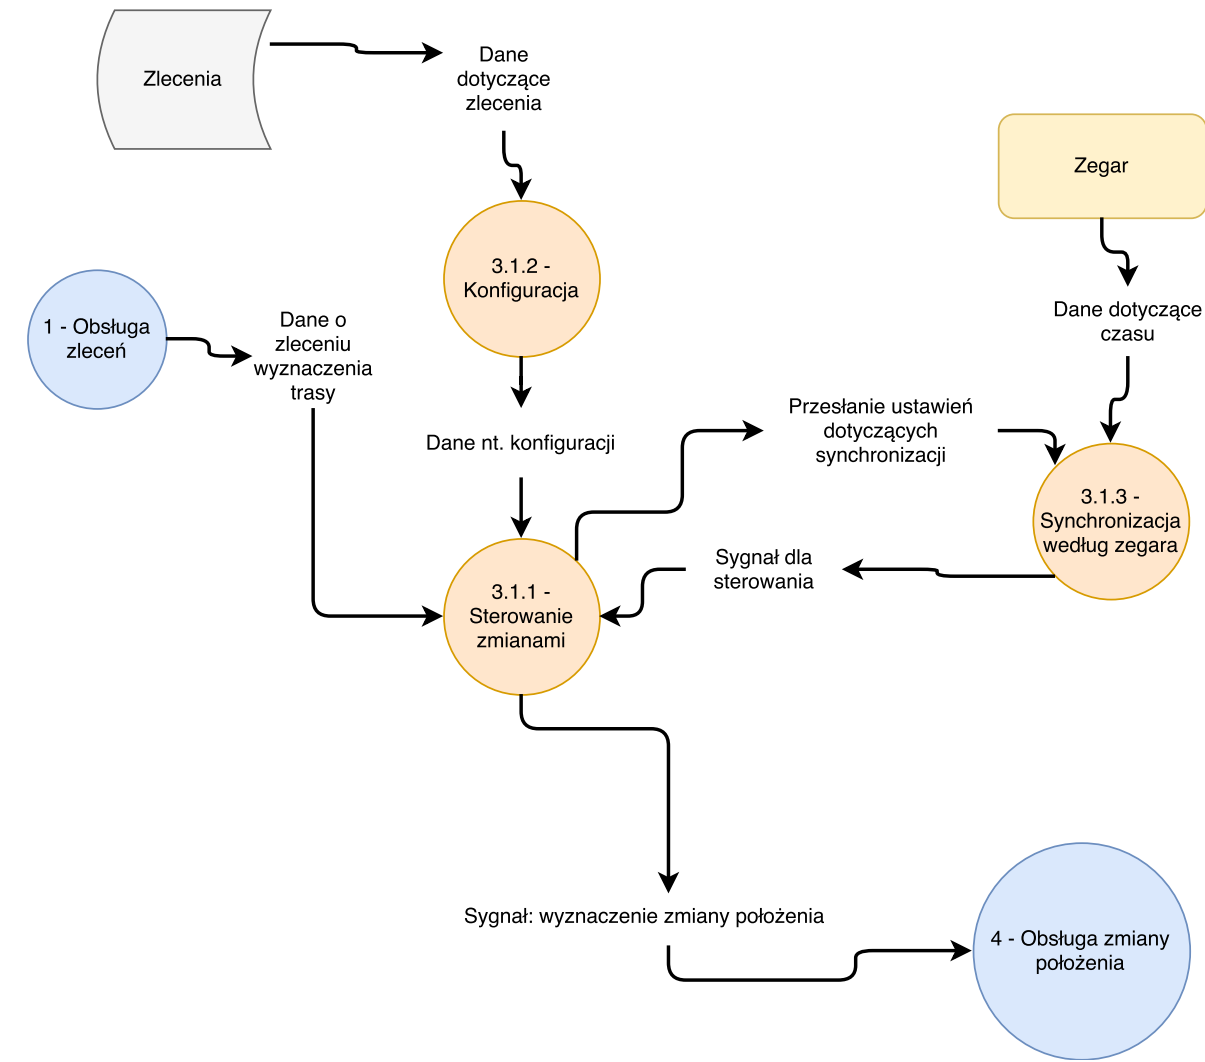 Zlecenia
Dane
dotyczące
zlecenia
Zegar
3.1.2 -
Konfiguracja
1 - Obsługa
zleceń
Dane o
zleceniu
wyznaczenia
trasy
Dane dotyczące
czasu
Dane nt. konfiguracji
Przesłanie ustawień
dotyczących
synchronizacji
3.1.3 -
Synchronizacja
według zegara
Sygnał dla
sterowania
3.1.1 -
Sterowanie
zmianami
Sygnał: wyznaczenie zmiany położenia
4 - Obsługa zmiany
położenia